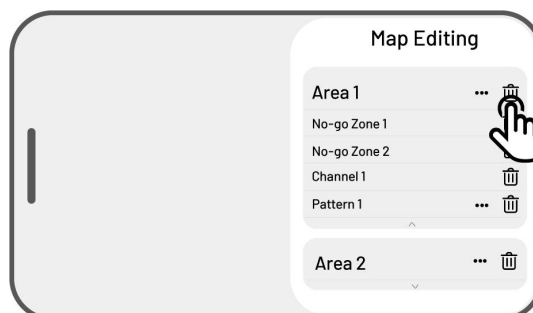 Map Editing
Area 1
No-go Zone 1
No-go Zone 2
Channel 1
Pattern 1
Area 2